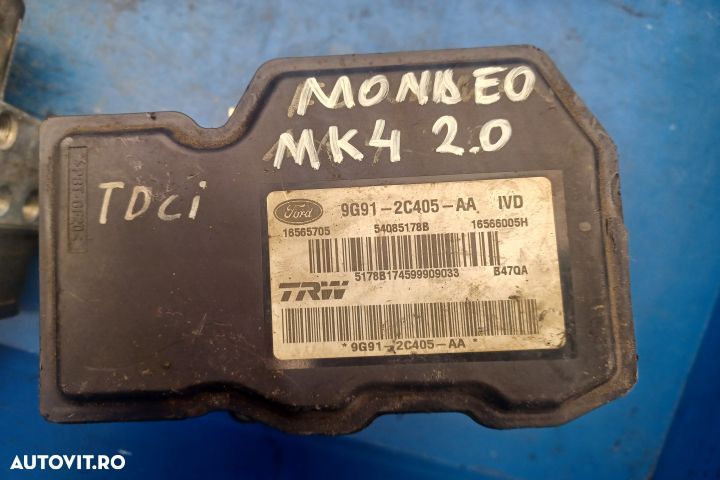 MONDEO
MK4 2.0
TDCi
Ford 9G91-2C405-AA IVD
16565705 54085178B 16566005H
5178B174599909033 B47QA
TRW
* 9G91-2C405-AA *
AUTOVIT.RO